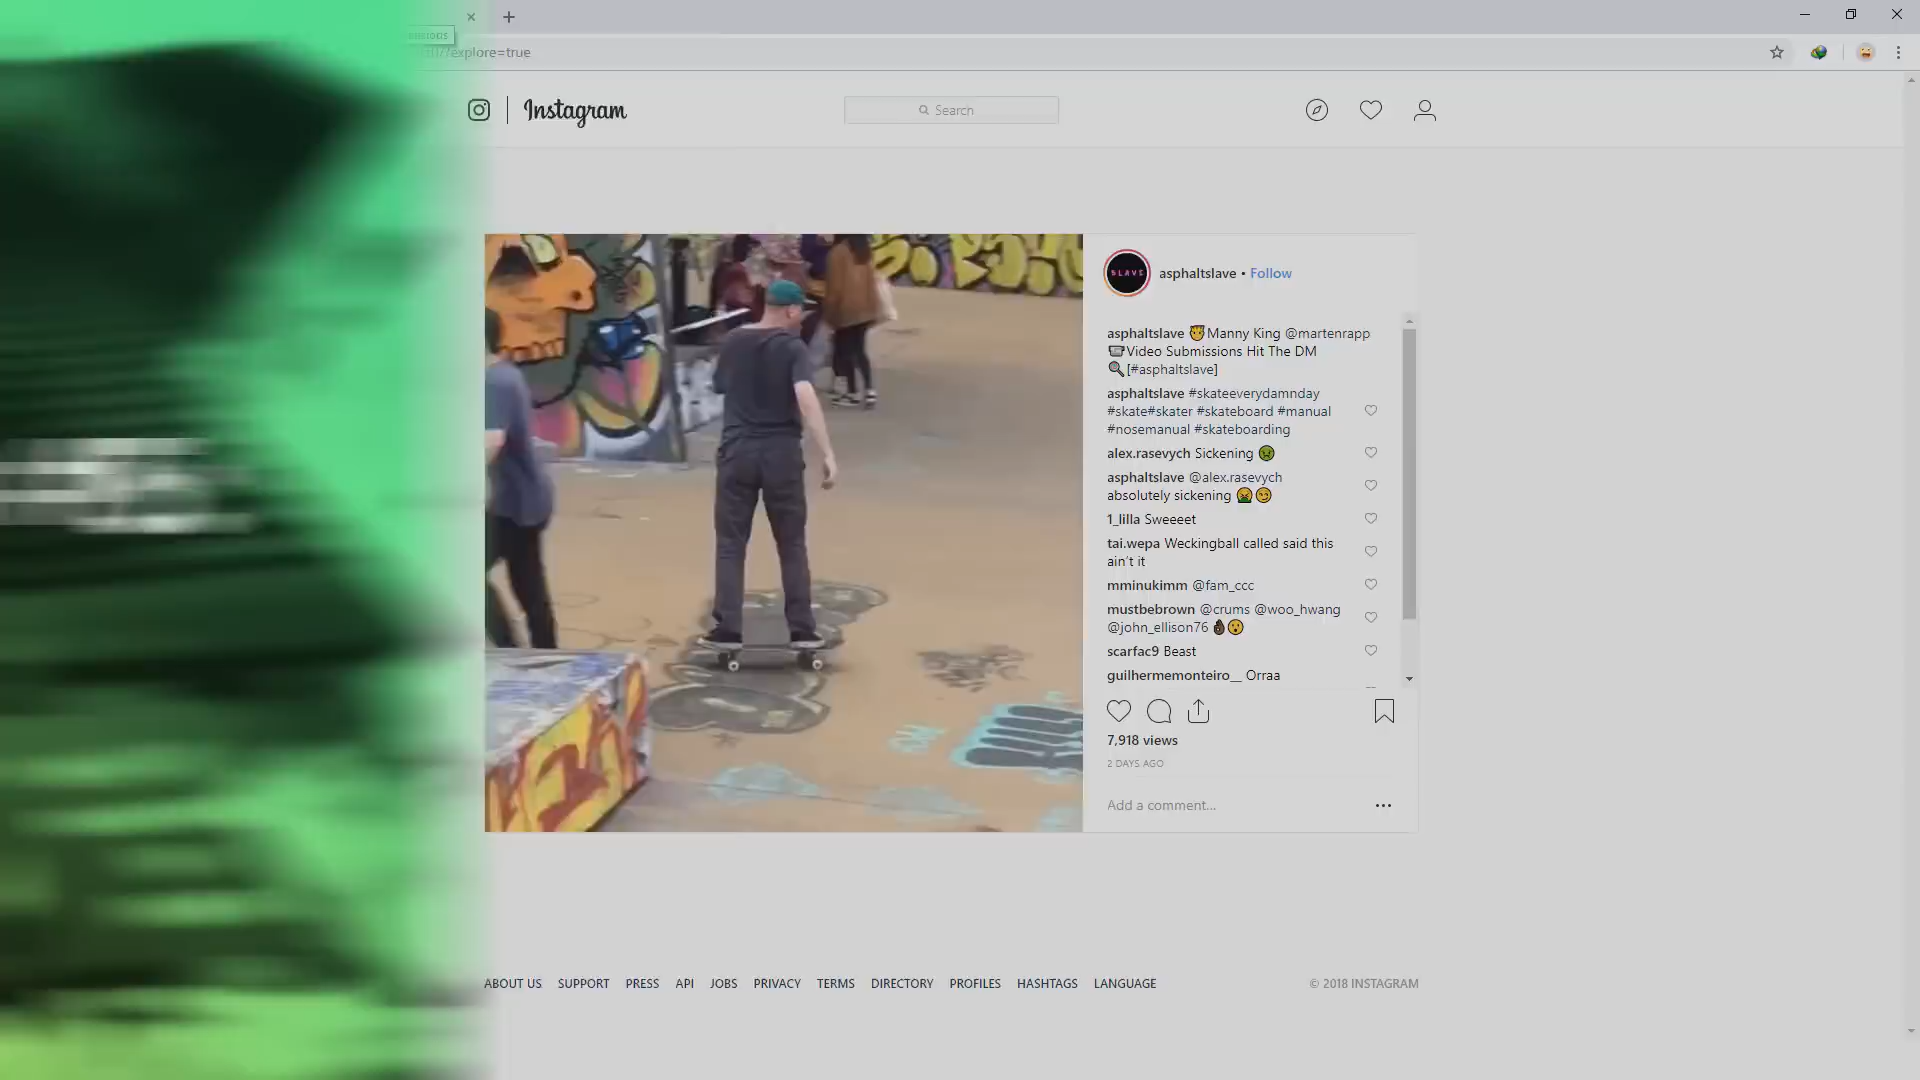 explore=true
Instagram
Search
SLAVE
asphaltslave • Follow
asphaltslave 🤴Manny King @martenrapp
📼Video Submissions Hit The DM
🔍[#asphaltslave]
asphaltslave #skateeverydamnday
#skate#skater #skateboard #manual
#nosemanual #skateboarding
alex.rasevych Sickening 🤢
asphaltslave @alex.rasevych
absolutely sickening 🤮😏
1_lilla Sweeeet
tai.wepa Weckingball called said this
ain't it
mminukimm @fam_ccc
mustbebrown @crums @woo_hwang
@john_ellison76 👌🏿😮
scarfac9 Beast
guilhermemonteiro__ Orraa
7,918 views
2 DAYS AGO
Add a comment...
ABOUT US SUPPORT PRESS API JOBS PRIVACY TERMS DIRECTORY PROFILES HASHTAGS LANGUAGE
© 2018 INSTAGRAM